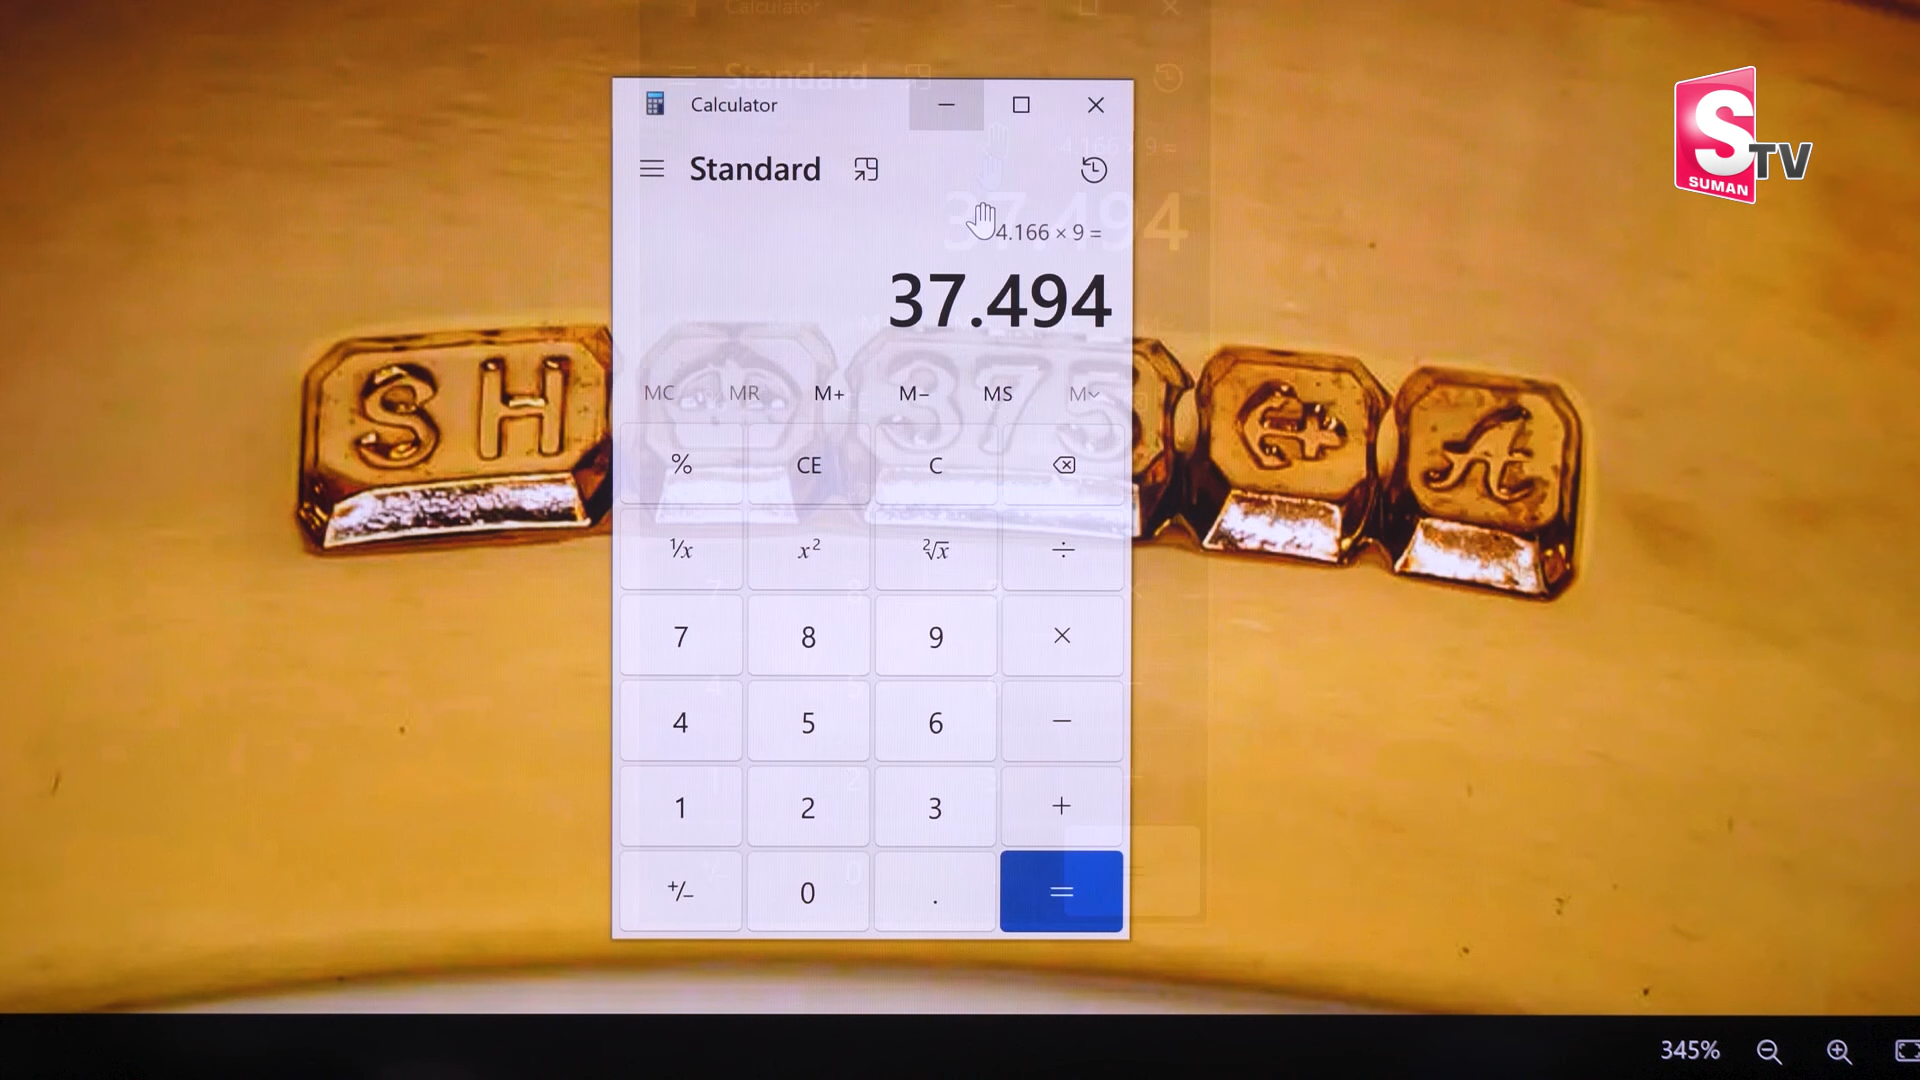 Calculator
Standard
4.166 × 9 =
37.494
MC MR M+ M− MS M
% CE C
¹/x x² ²√x ÷
7 8 9 ×
4 5 6 −
1 2 3 +
+/− 0 . =
SH 375 A
S TV
SUMAN
345%